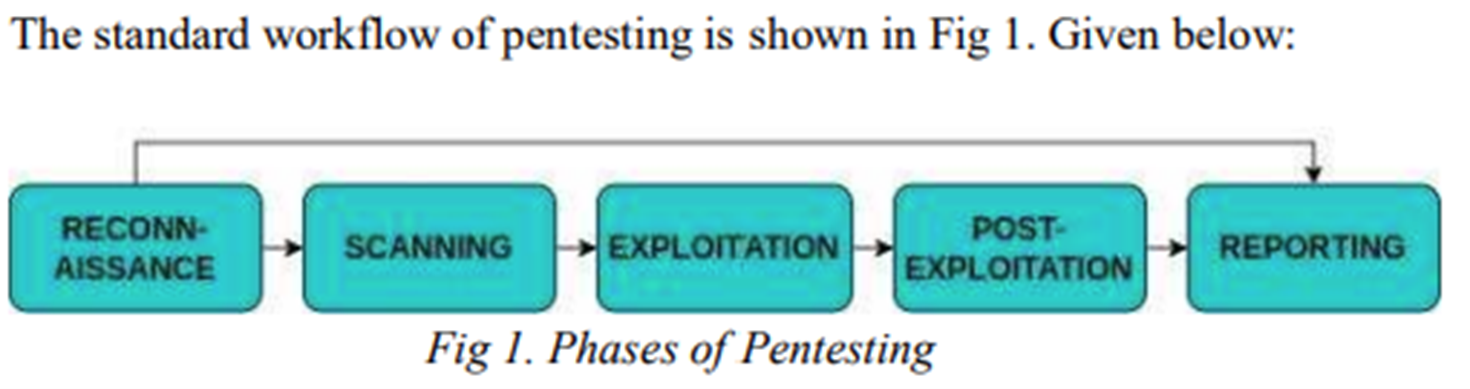 The standard workflow of pentesting is shown in Fig 1. Given below:
RECONN-
AISSANCE
SCANNING
EXPLOITATION
POST-
EXPLOITATION
REPORTING
Fig 1. Phases of Pentesting